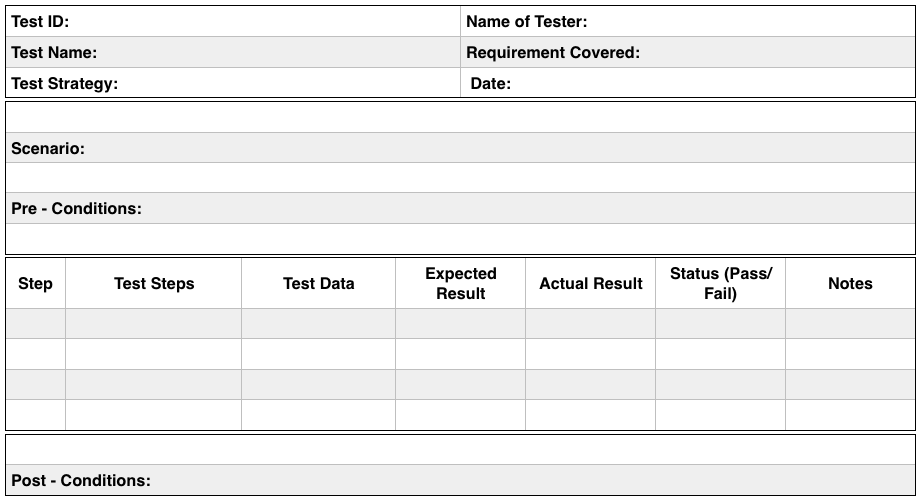 Test ID:
Name of Tester:
Test Name:
Requirement Covered:
Test Strategy:
Date:
Scenario:
Pre - Conditions:
Step
Test Steps
Test Data
Expected
Result
Actual Result
Status (Pass/
Fail)
Notes
Post - Conditions: